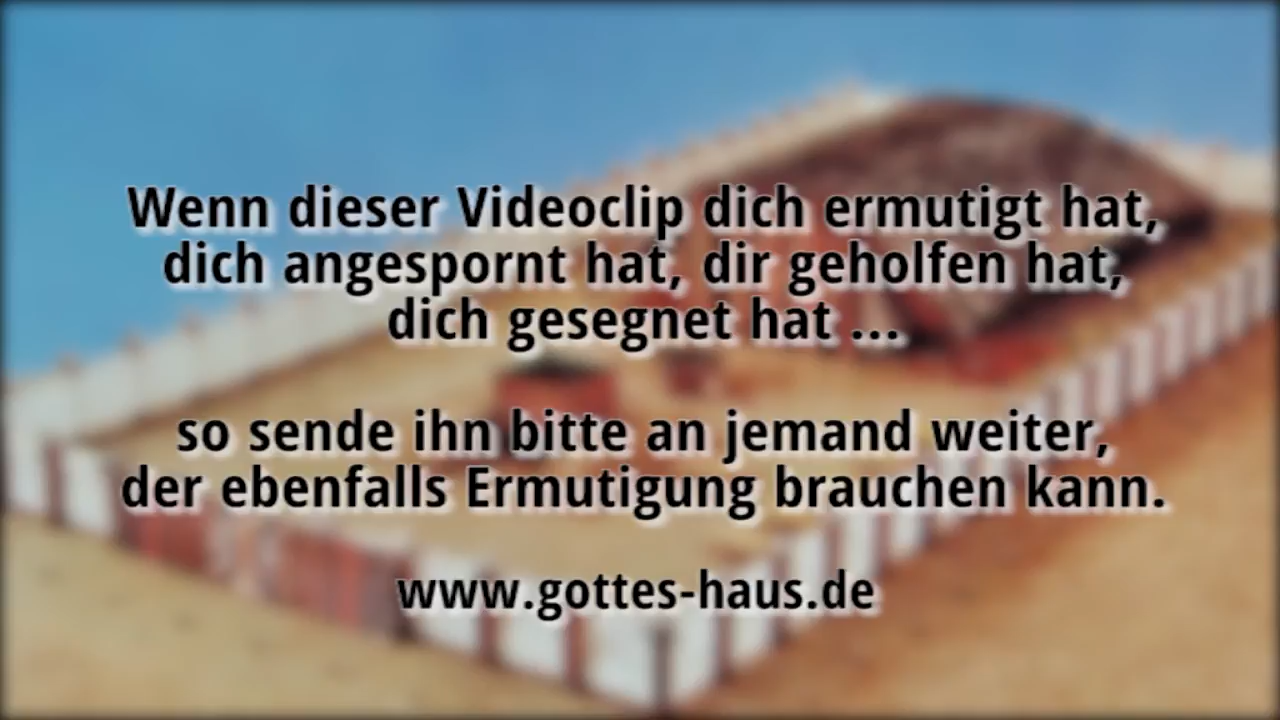 Wenn dieser Videoclip dich ermutigt hat,
dich angespornt hat, dir geholfen hat,
dich gesegnet hat ...
so sende ihn bitte an jemand weiter,
der ebenfalls Ermutigung brauchen kann.
www.gottes-haus.de